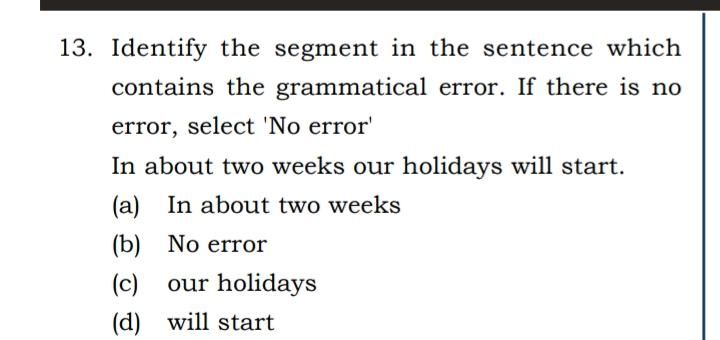 13. Identify the segment in the sentence which
contains the grammatical error. If there is no
error, select 'No error'
In about two weeks our holidays will start.
(a) In about two weeks
(b) No error
(c) our holidays
(d) will start